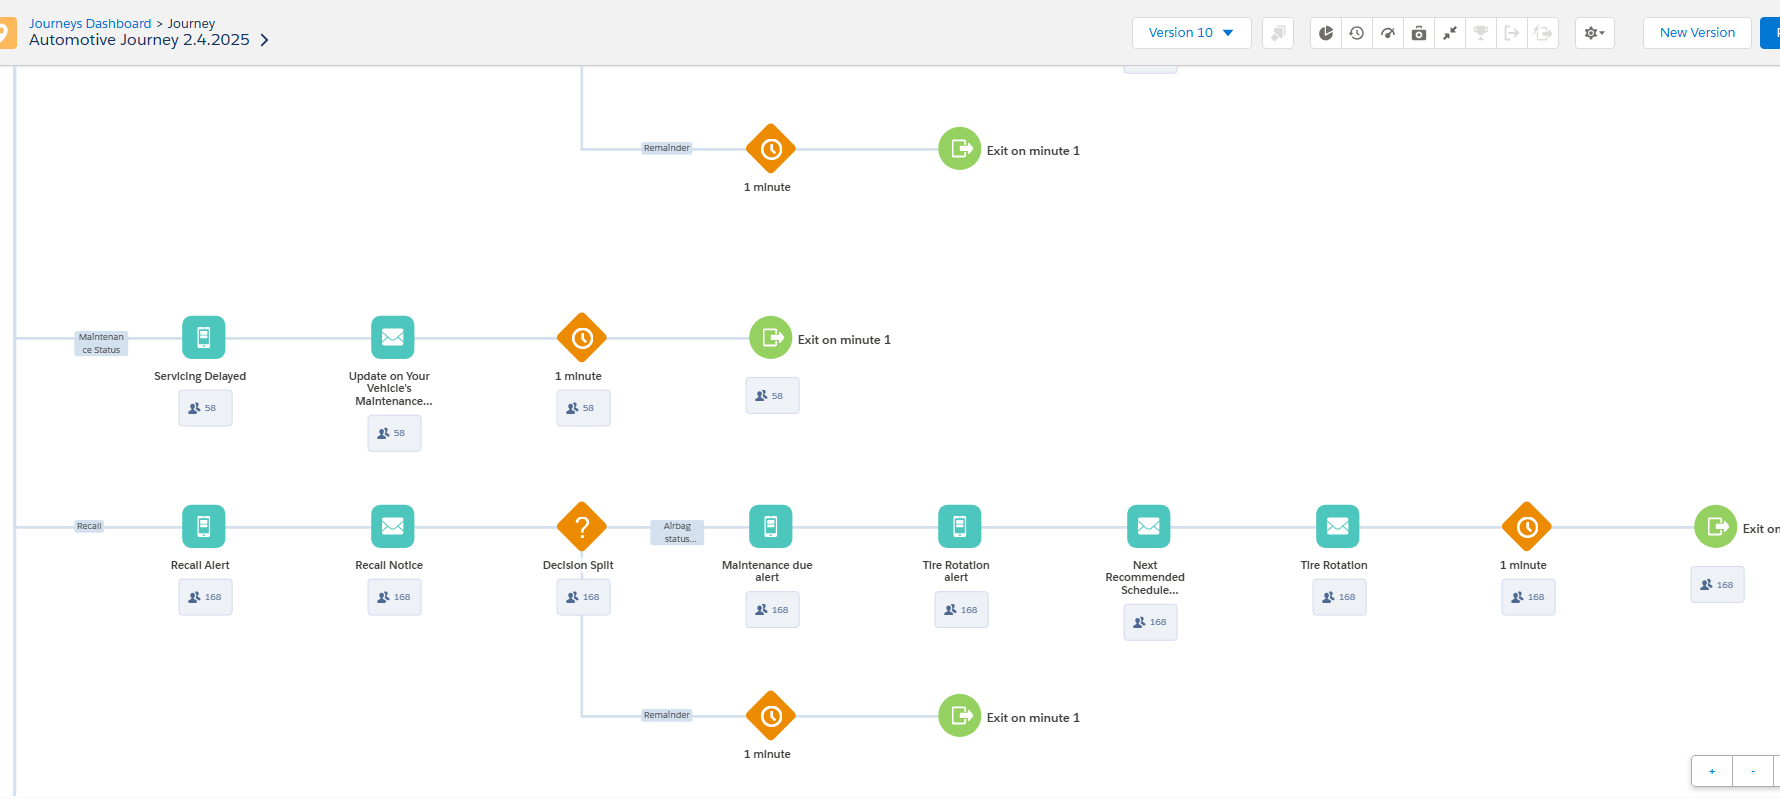 Journeys Dashboard > Journey
Automotive Journey 2.4.2025
Version 10
New Version
Remainder
Exit on minute 1
1 minute
Maintenan
ce Status
Exit on minute 1
Servicing Delayed
Update on Your
Vehicle's
Maintenance...
1 minute
58
58
58
58
Recall
Airbag
status...
Exit on
Recall Alert
Recall Notice
Decision Split
Maintenance due
alert
Tire Rotation
alert
Next
Recommended
Schedule...
Tire Rotation
1 minute
168
168
168
168
168
168
168
168
168
Remainder
Exit on minute 1
1 minute
+
-